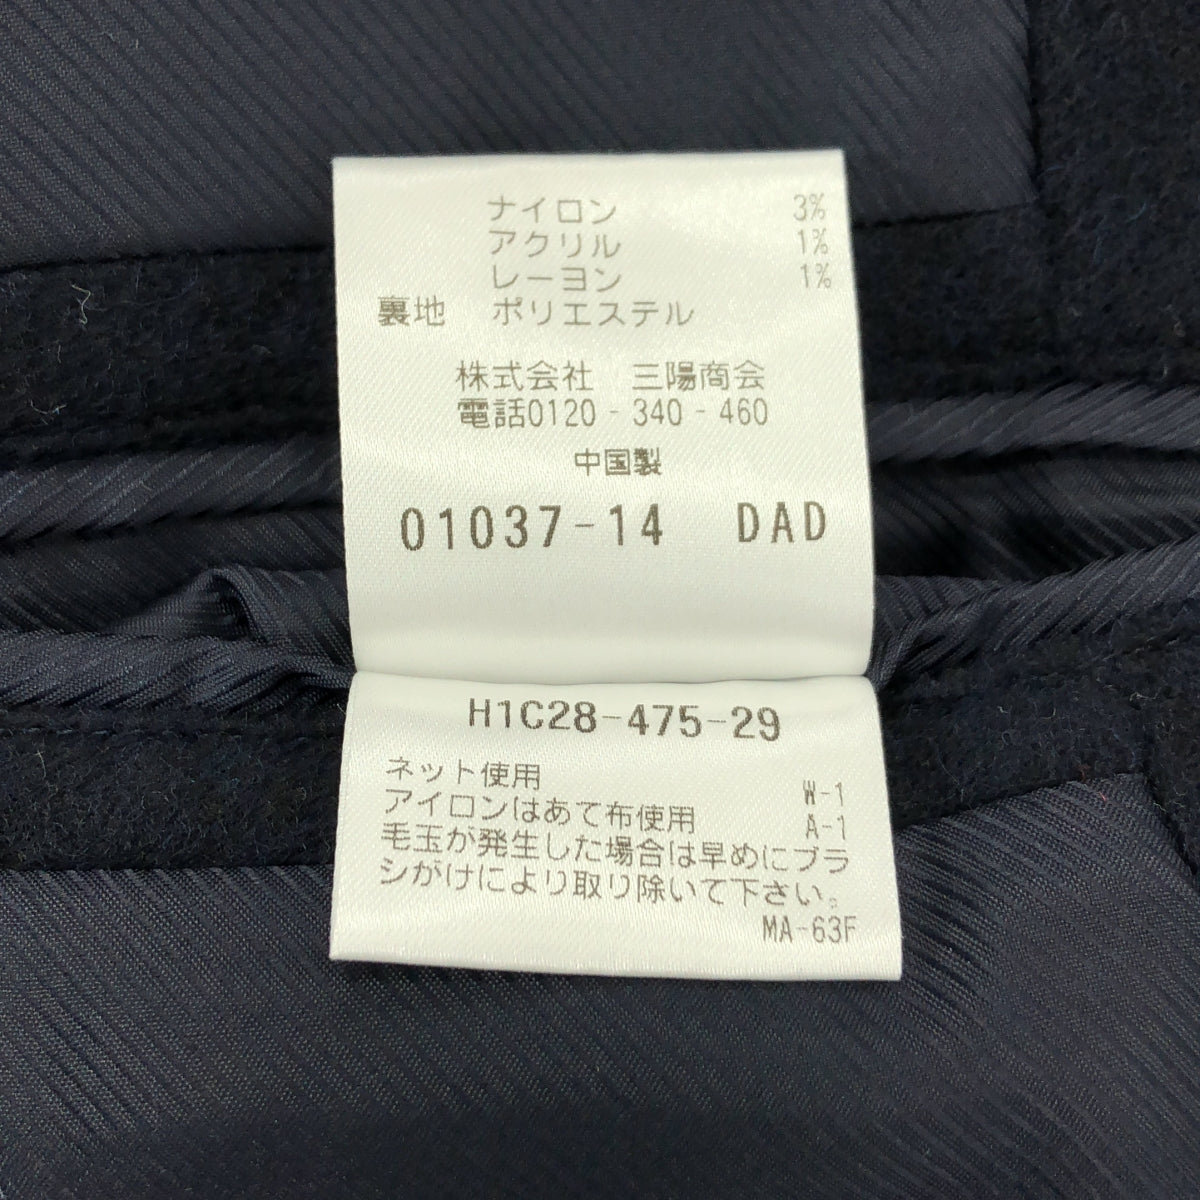 ナイロン 3%
アクリル 1%
レーヨン 1%
裏地 ポリエステル
株式会社 三陽商会
電話0120-340-460
中国製
01037-14 DAD
H1C28-475-29
ネット使用 W-1
アイロンはあて布使用 A-1
毛玉が発生した場合は早めにブラ
シがけにより取り除いて下さい。
MA-63F